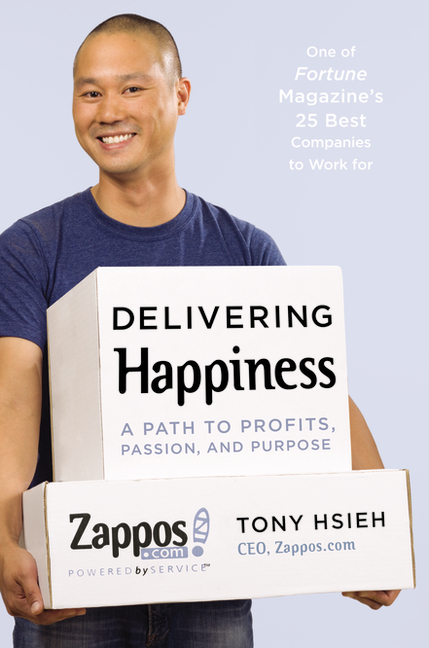 One of
Fortune
Magazine's
25 Best
Companies
to Work for
DELIVERING
Happiness
A PATH TO PROFITS,
PASSION, AND PURPOSE
Zappos
.com
POWERED by SERVICE™
TONY HSIEH
CEO, Zappos.com